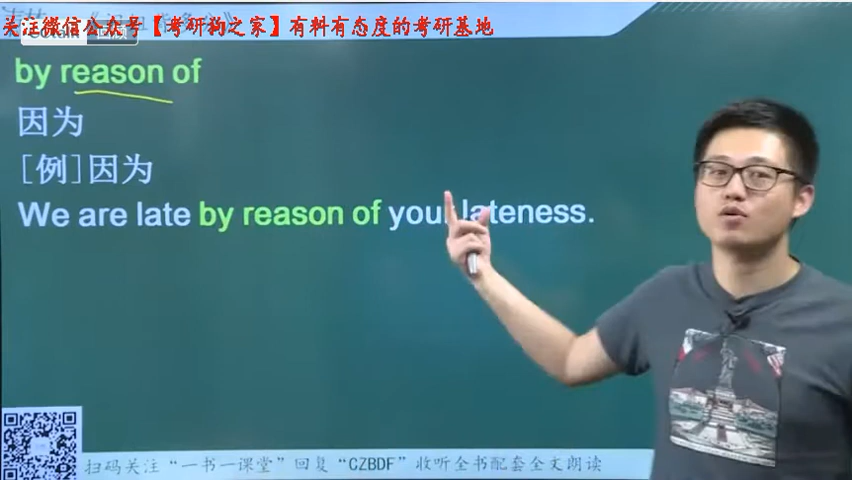 关注微信公众号【考研狗之家】有料有态度的考研基地
by reason of
因为
[例]因为
We are late by reason of your lateness.
扫码关注“一书一课堂”回复“CZBDF”收听全书配套全文朗读